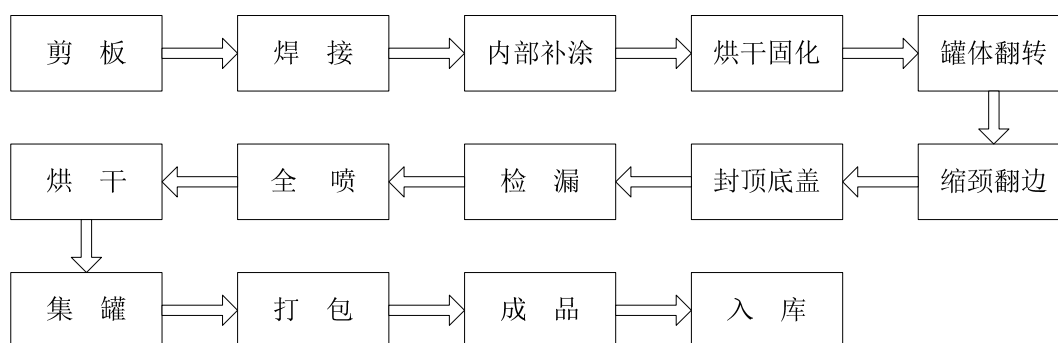 剪 板
焊 接
内部补涂
烘干固化
罐体翻转
缩颈翻边
封顶底盖
检漏
全 喷
烘 干
集 罐
打 包
成 品
入 库